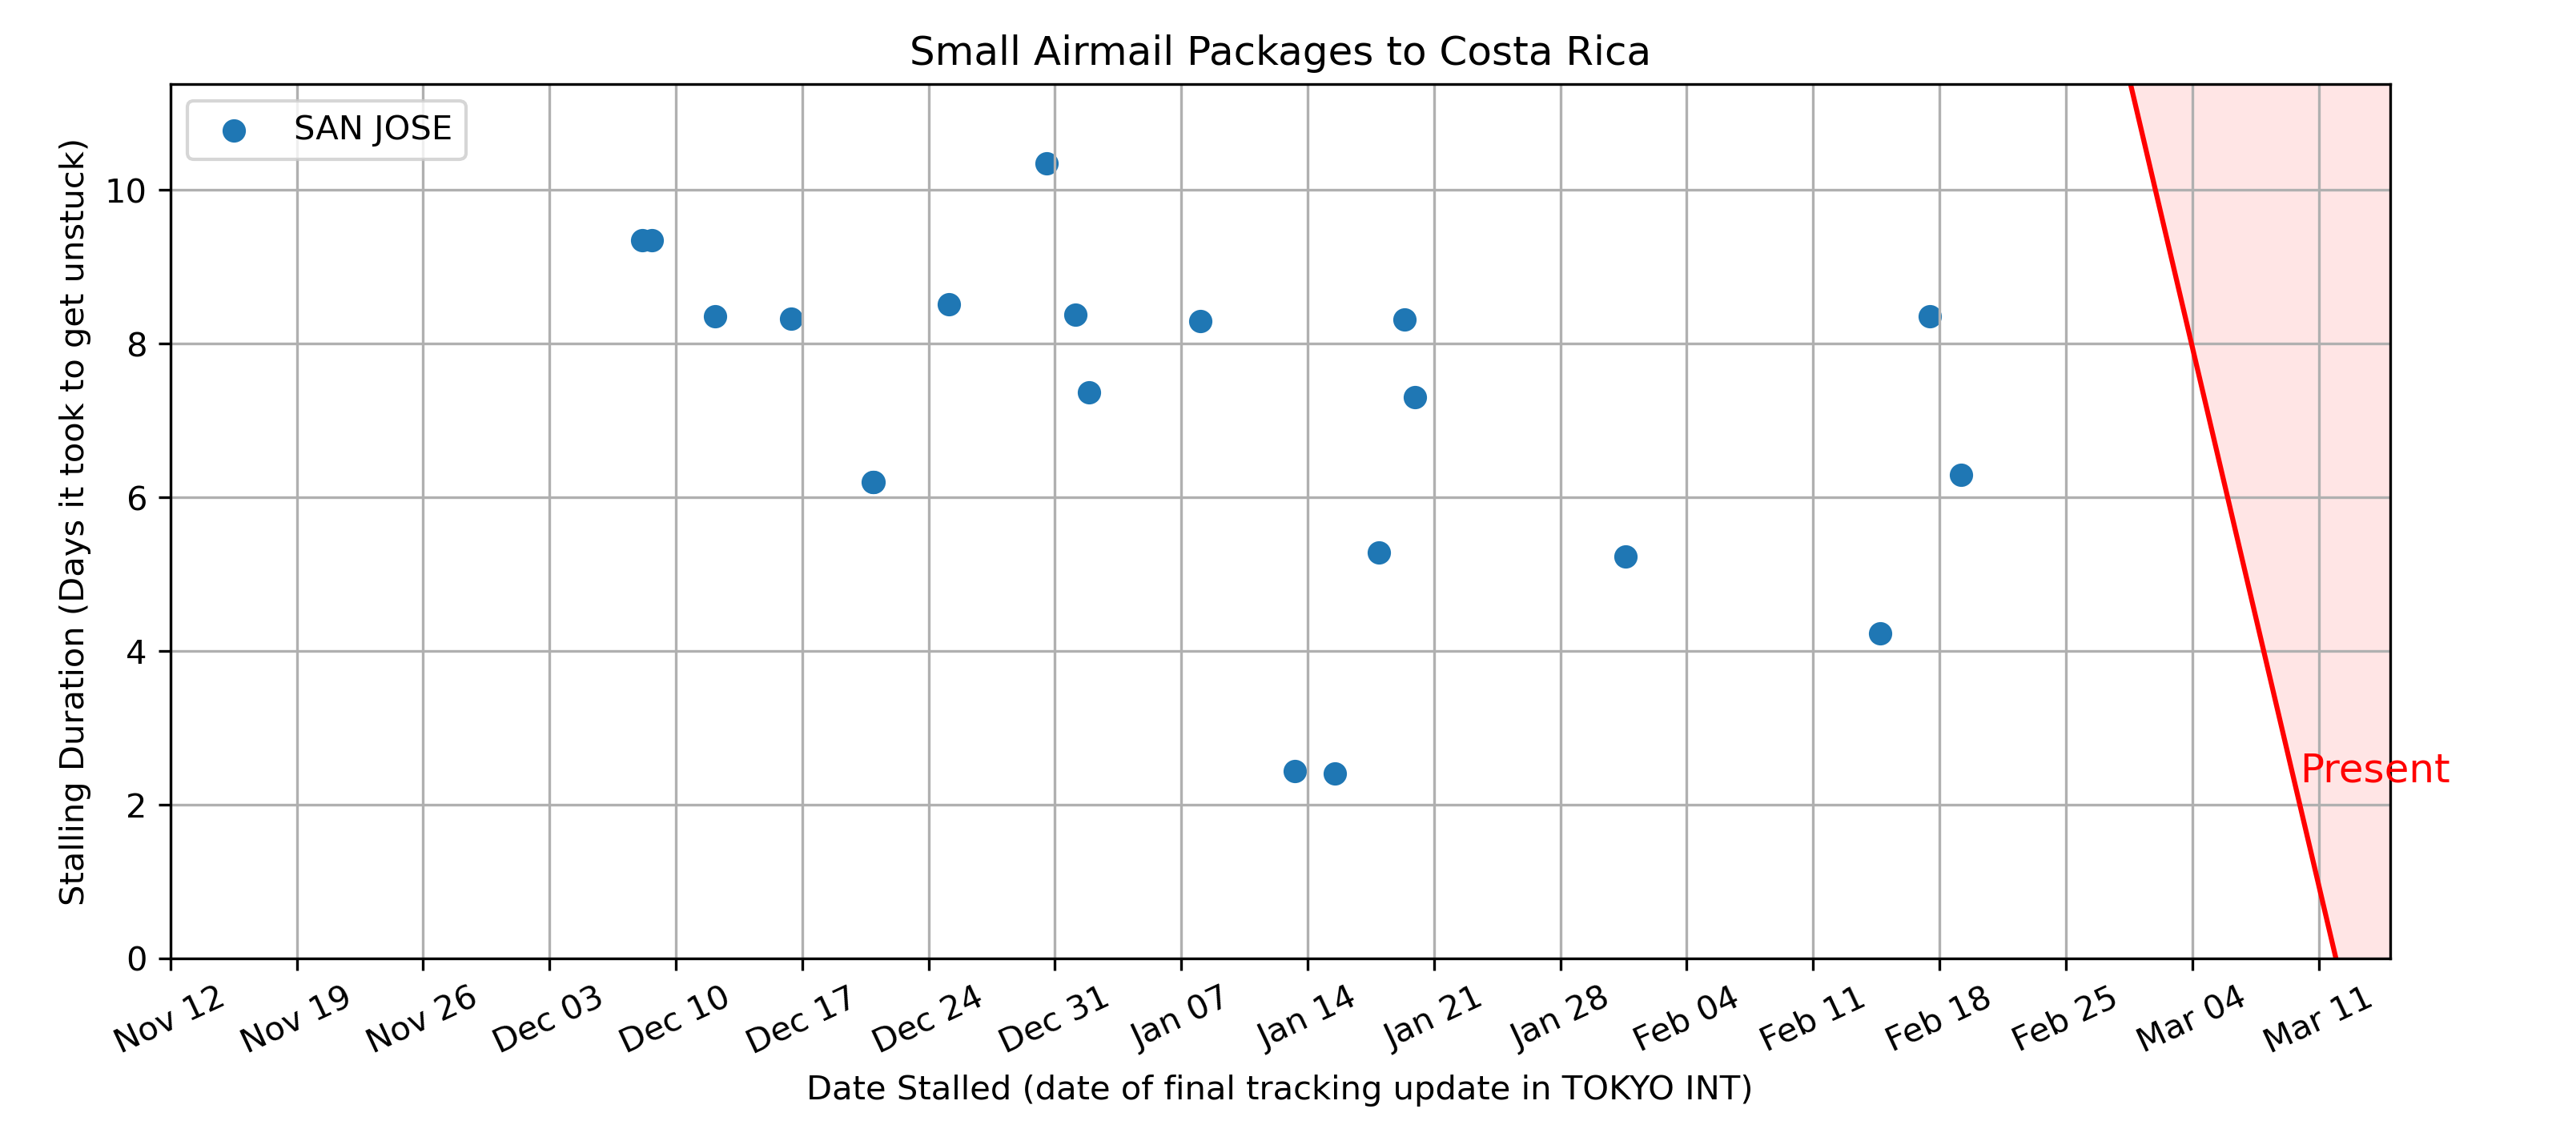 Small Airmail Packages to Costa Rica
SAN JOSE
Stalling Duration (Days it took to get unstuck)
10
8
6
4
2
0
Present
Nov 12
Nov 19
Nov 26
Dec 03
Dec 10
Dec 17
Dec 24
Dec 31
Jan 07
Jan 14
Jan 21
Jan 28
Feb 04
Feb 11
Feb 18
Feb 25
Mar 04
Mar 11
Date Stalled (date of final tracking update in TOKYO INT)